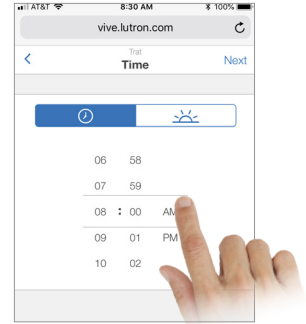 AT&T 8:30 AM 100%
vive.lutron.com
Trat
Time
Next
06 58
07 59
08 : 00 AM
09 01 PM
10 02